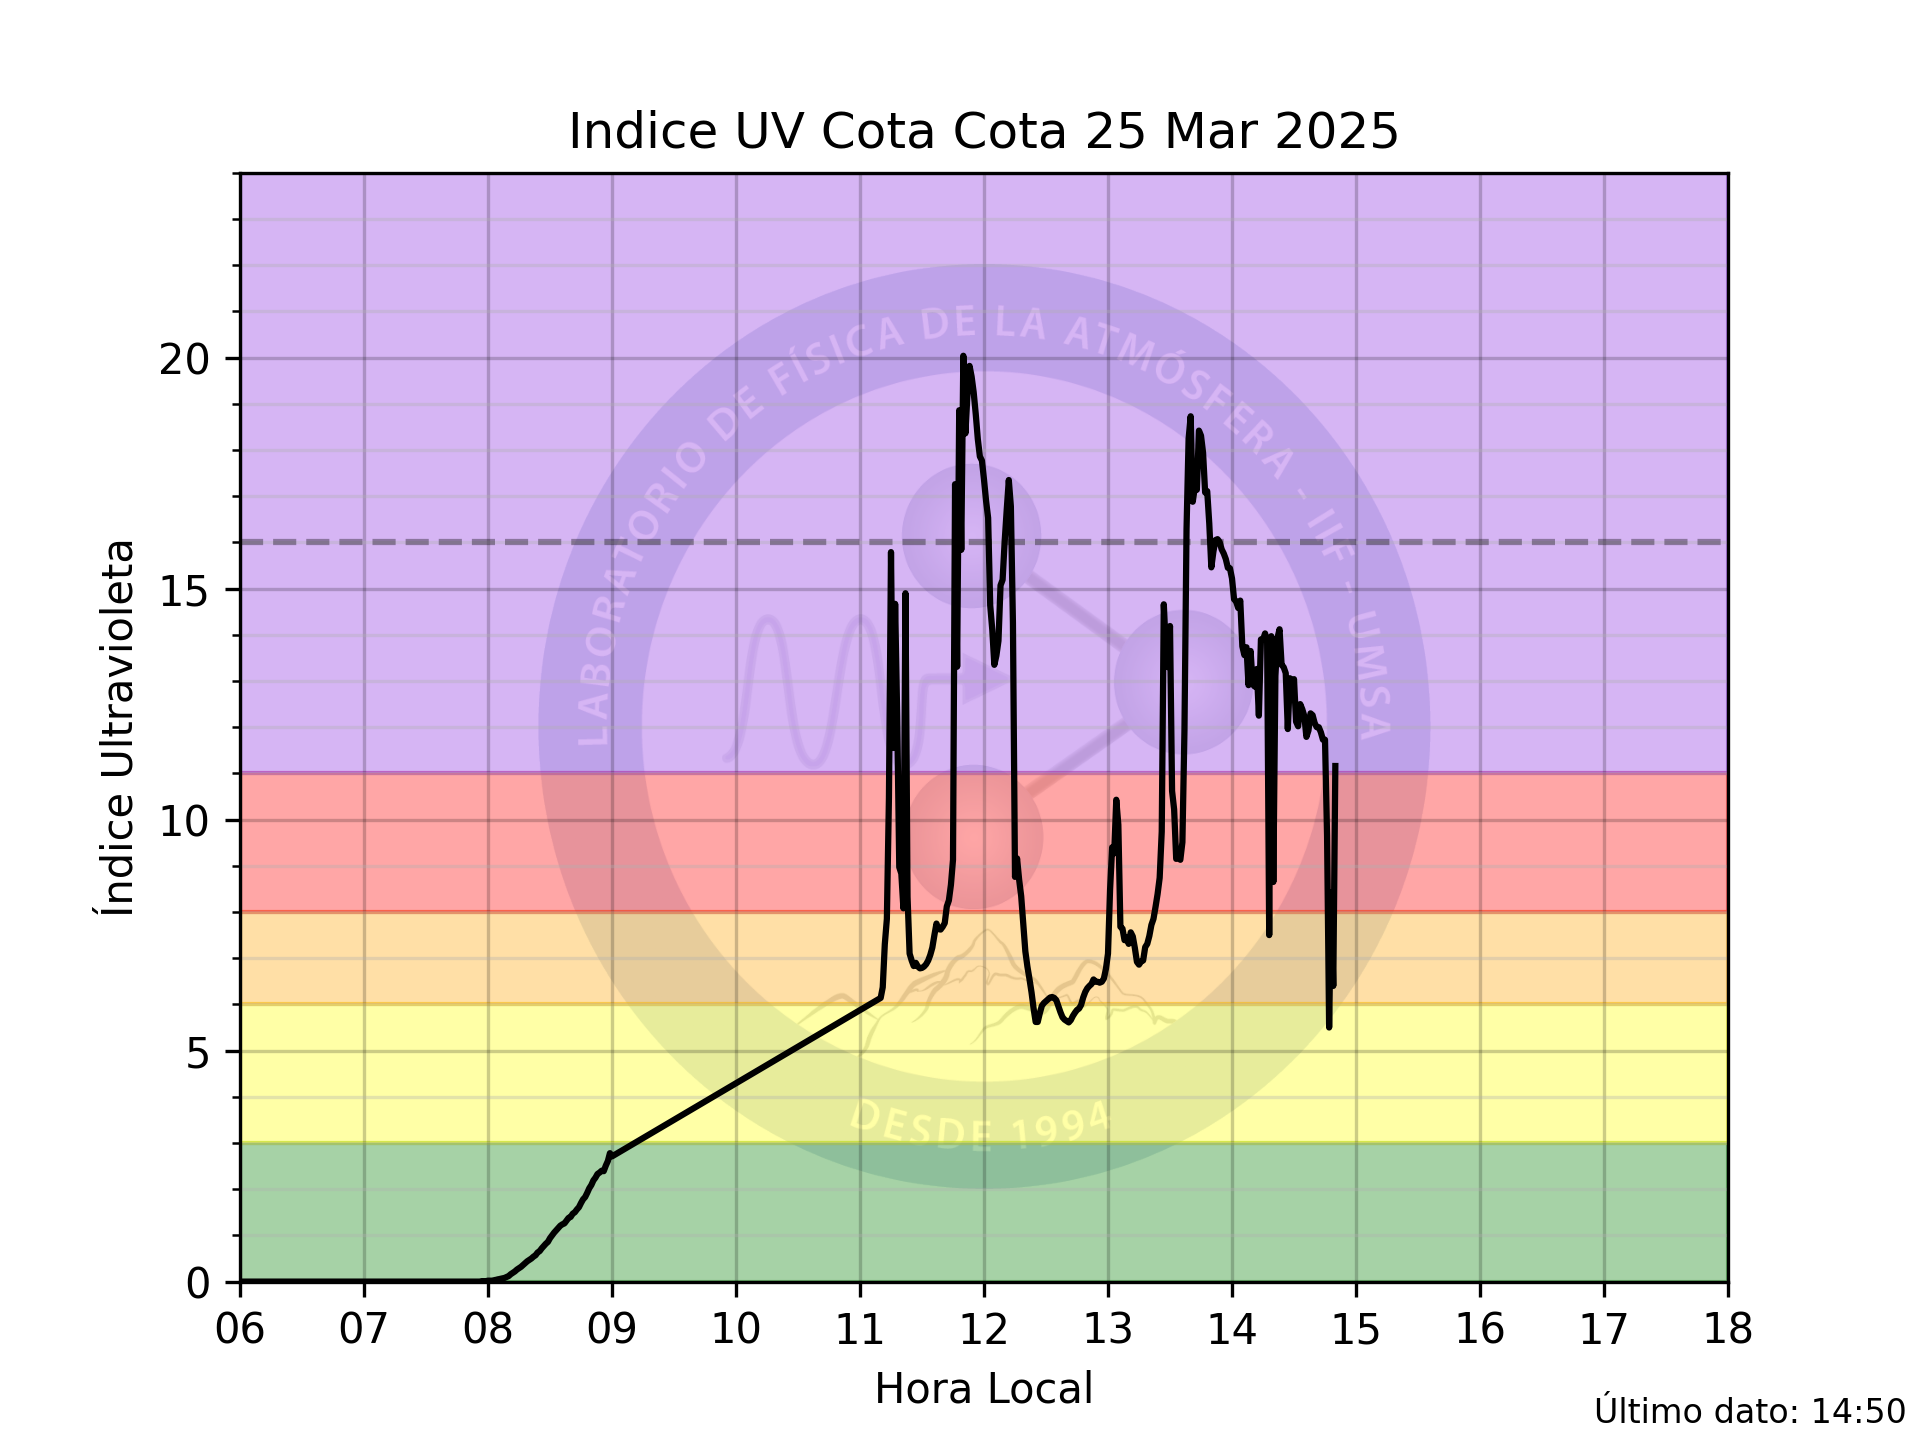 Indice UV Cota Cota 25 Mar 2025
LABORATORIO DE FÍSICA DE LA ATMÓSFERA - IIF - UMSA
DESDE 1994
Índice Ultravioleta
20
15
10
5
0
06 07 08 09 10 11 12 13 14 15 16 17 18
Hora Local
Último dato: 14:50